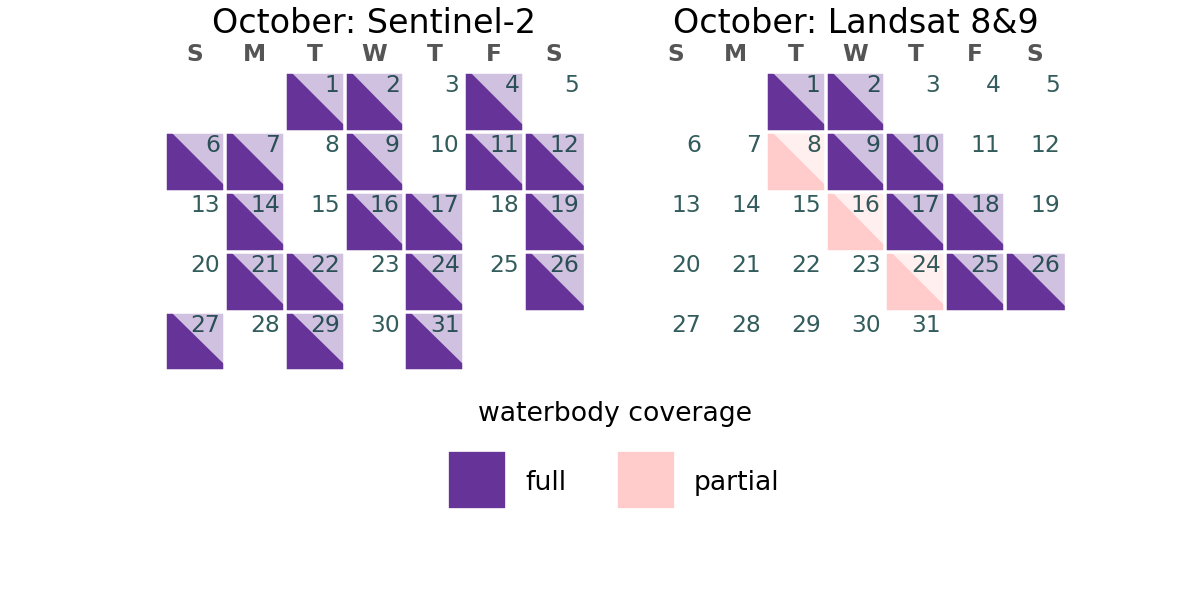 October: Sentinel-2
S M T W T F S
1 2 3 4 5
6 7 8 9 10 11 12
13 14 15 16 17 18 19
20 21 22 23 24 25 26
27 28 29 30 31
October: Landsat 8&9
S M T W T F S
1 2 3 4 5
6 7 8 9 10 11 12
13 14 15 16 17 18 19
20 21 22 23 24 25 26
27 28 29 30 31
waterbody coverage
full partial